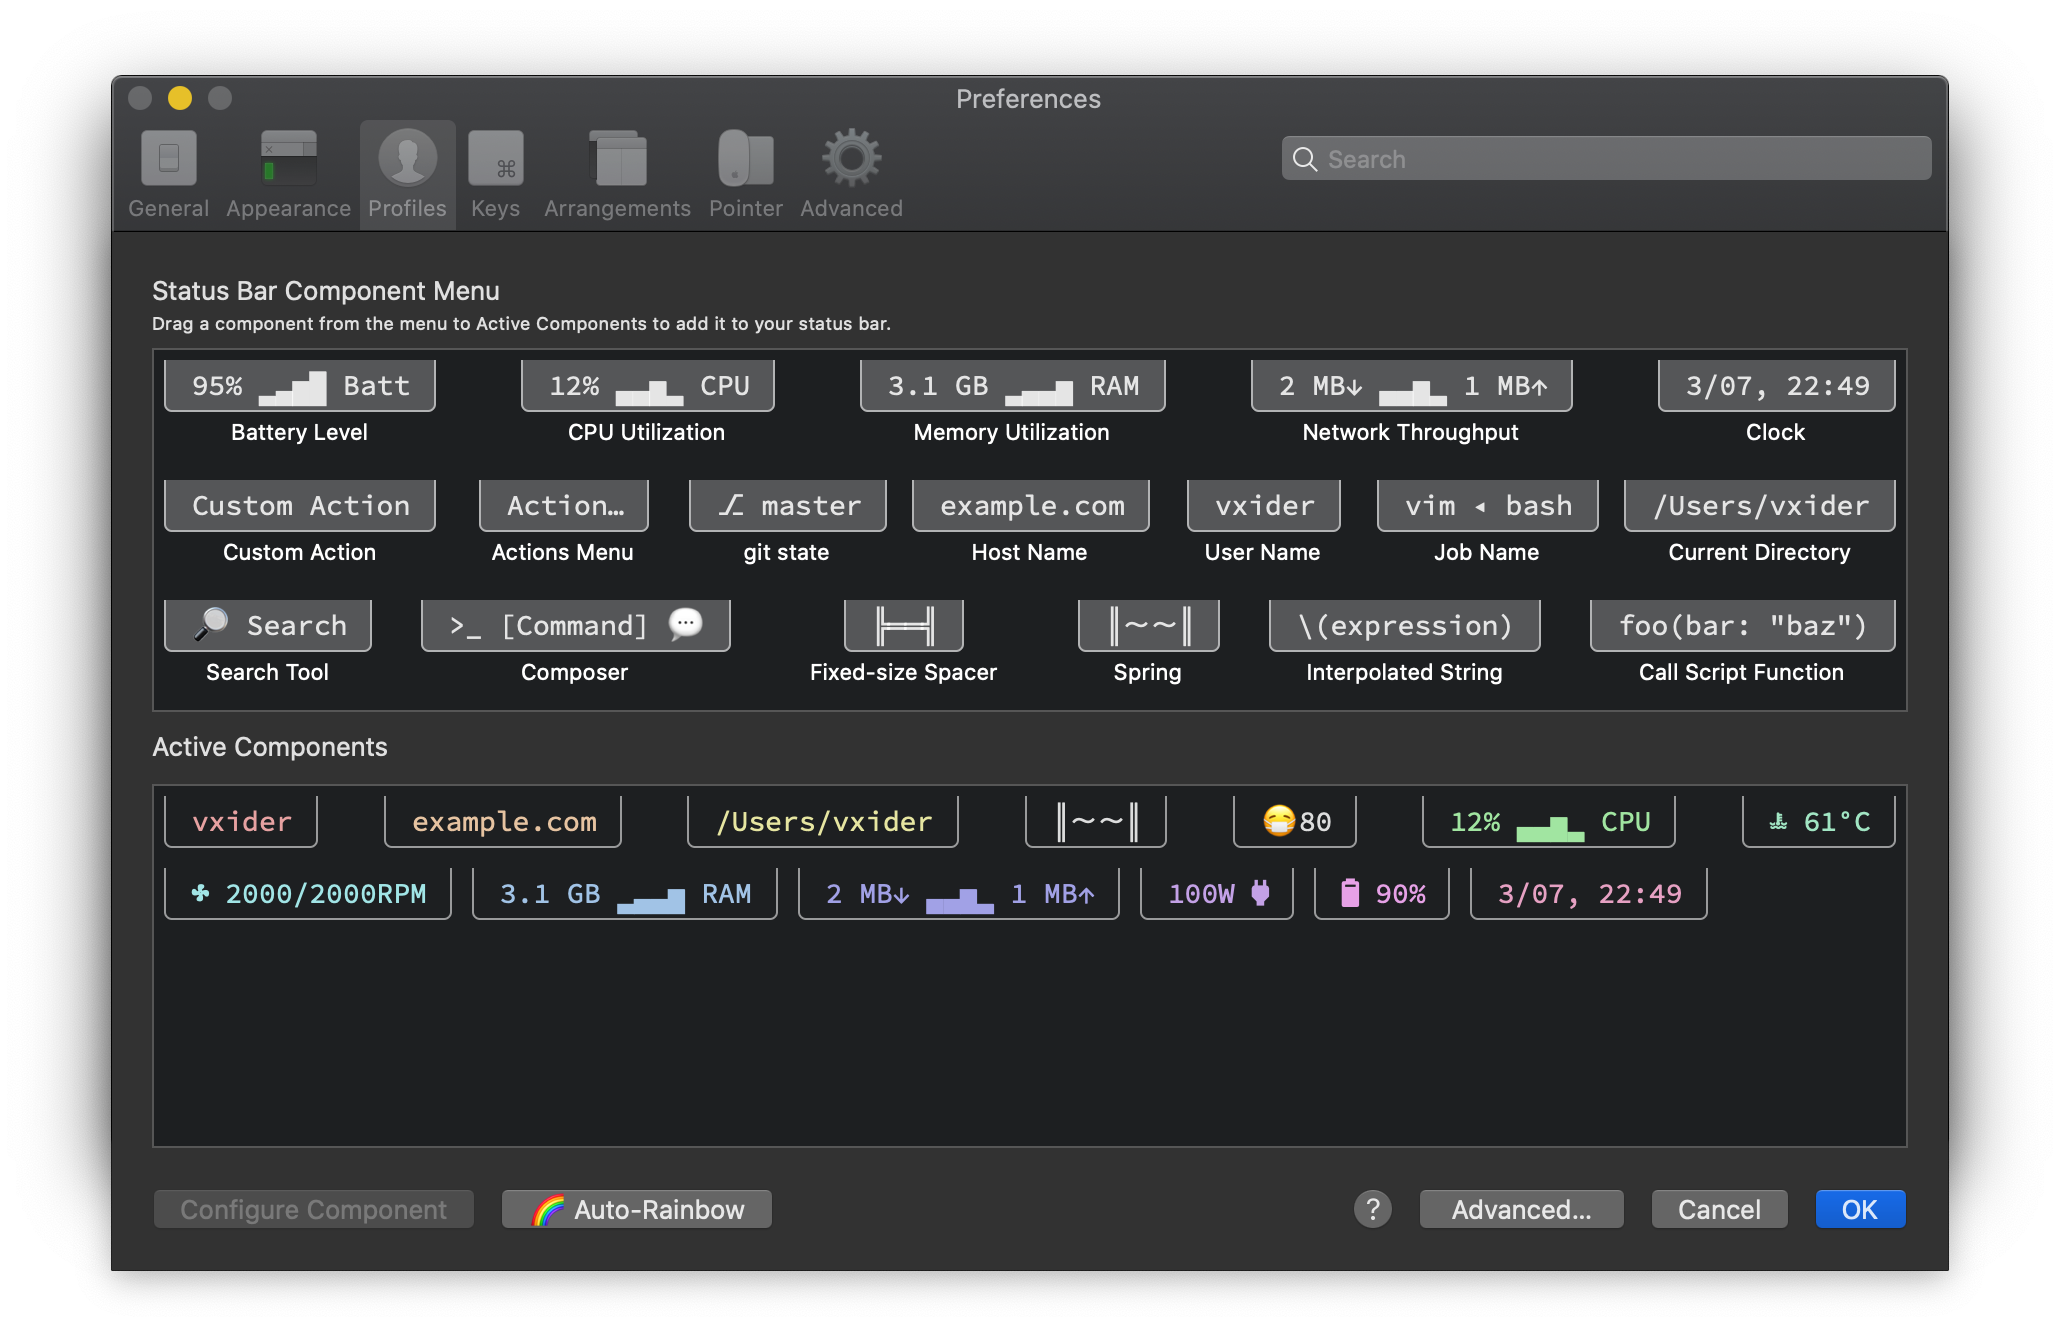 Preferences
Search
General Appearance Profiles Keys Arrangements Pointer Advanced
Status Bar Component Menu
Drag a component from the menu to Active Components to add it to your status bar.
95% Batt 12% CPU 3.1 GB RAM 2 MB↓ 1 MB↑ 3/07, 22:49
Battery Level CPU Utilization Memory Utilization Network Throughput Clock
Custom Action Action… master example.com vxider vim ◂ bash /Users/vxider
Custom Action Actions Menu git state Host Name User Name Job Name Current Directory
🔎 Search >_ [Command] 💬 ╠══╣ ║~~║ \(expression) foo(bar: "baz")
Search Tool Composer Fixed-size Spacer Spring Interpolated String Call Script Function
Active Components
vxider example.com /Users/vxider ║~~║ 😷80 12% CPU 61°C
2000/2000RPM 3.1 GB RAM 2 MB↓ 1 MB↑ 100W 90% 3/07, 22:49
Configure Component 🌈 Auto-Rainbow ? Advanced... Cancel OK